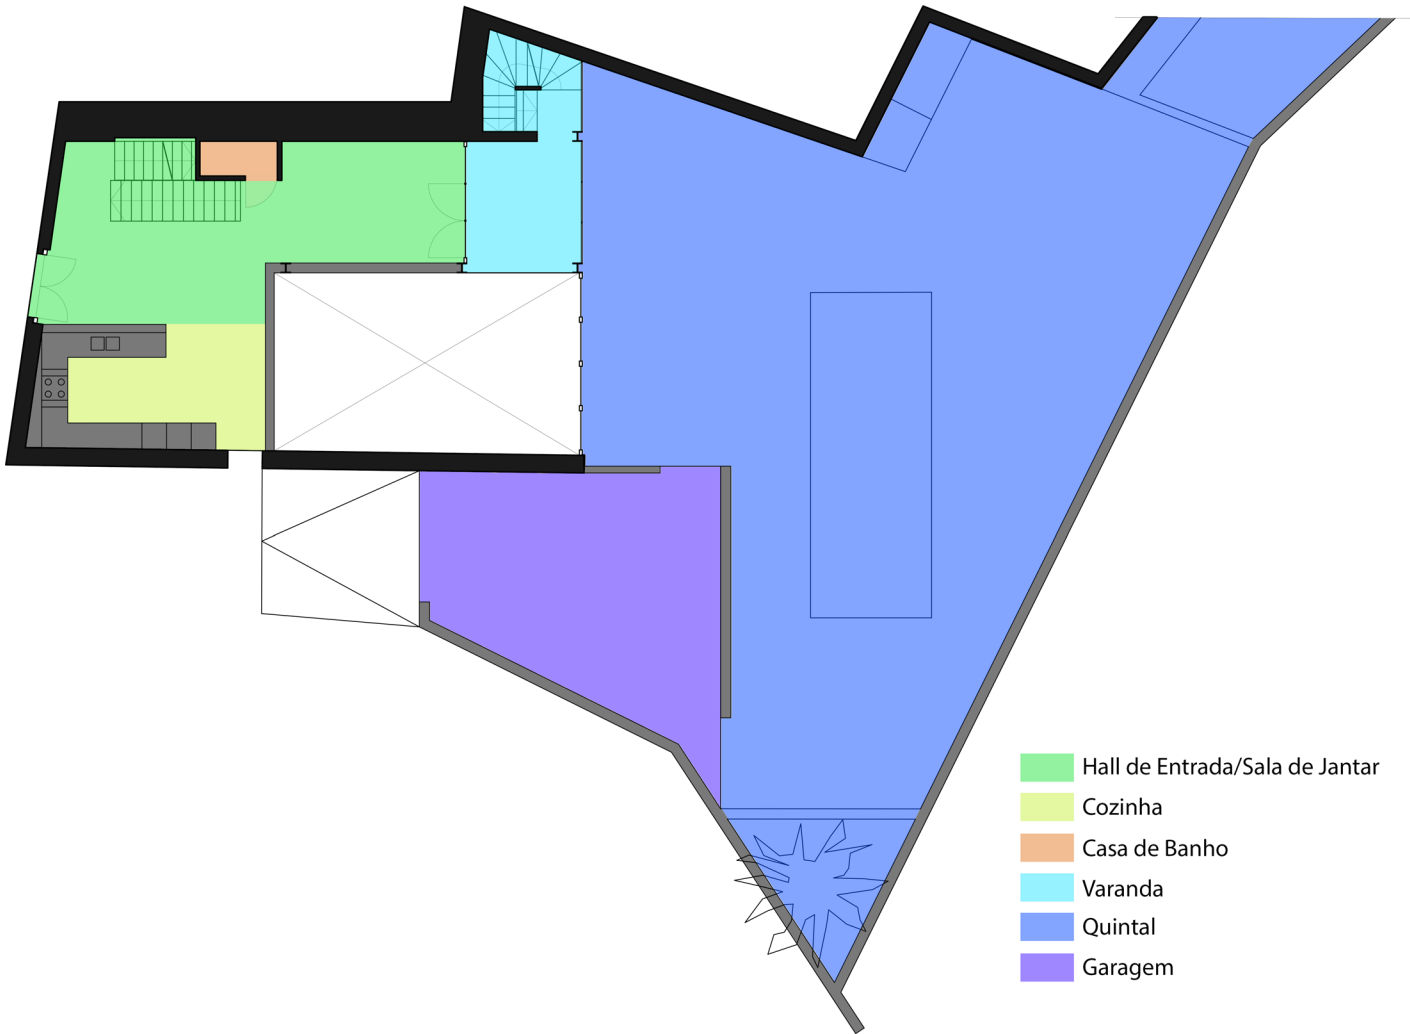 Hall de Entrada/Sala de Jantar
Cozinha
Casa de Banho
Varanda
Quintal
Garagem